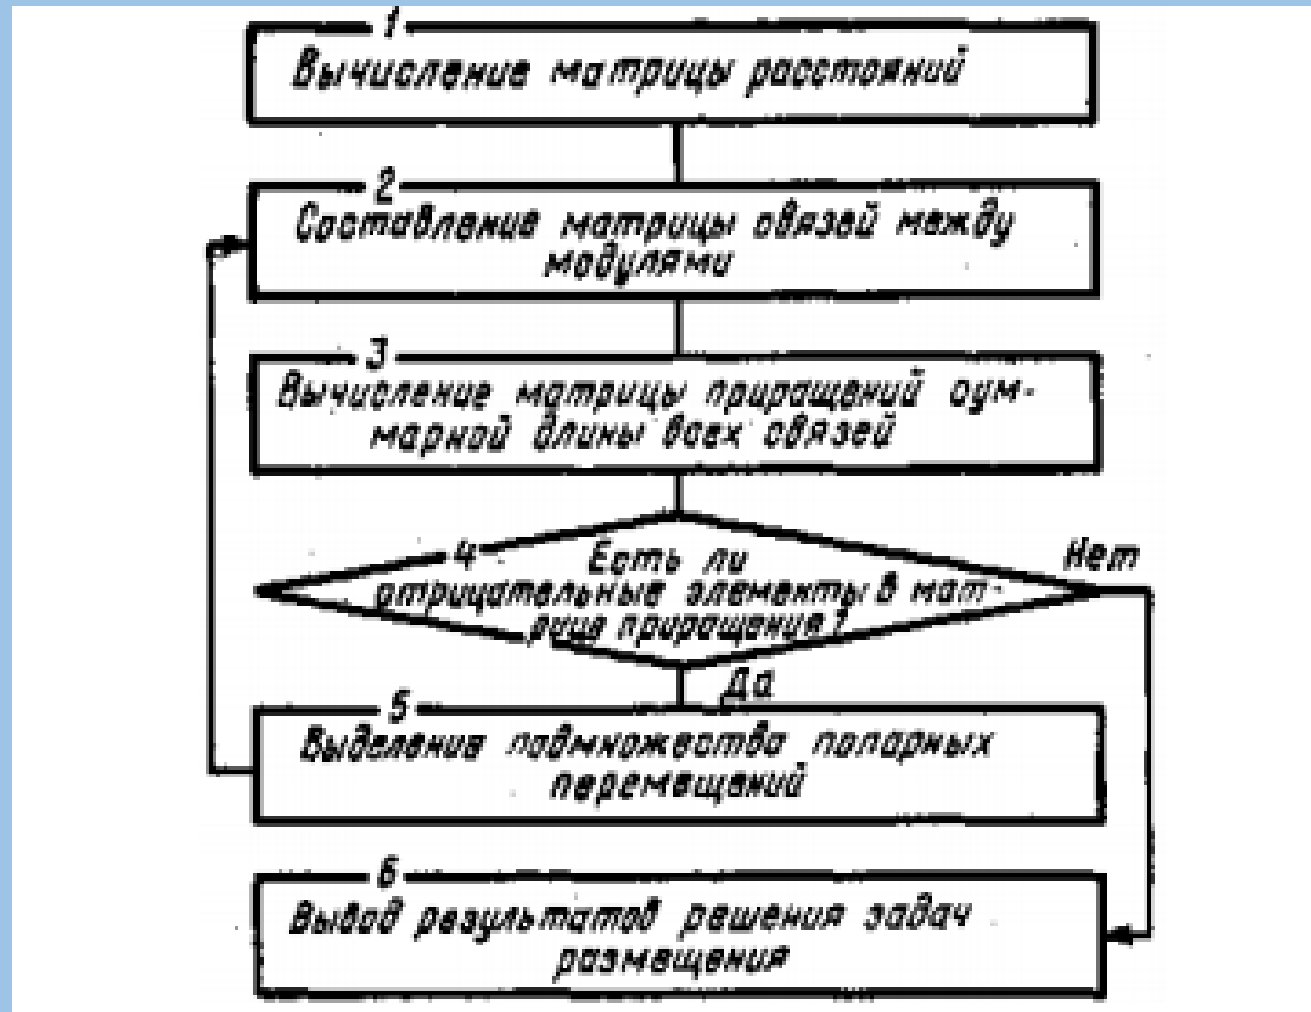 1
Вычисление матрицы расстояний
2
Составление матрицы связей между
модулями
3
Вычисление матрицы приращений сум-
марной длины всех связей
4
Есть ли
отрицательные элементы в мат-
рице приращения?
Нет
Да
5
Выделения подмножества попарных
перемещений
6
Вывод результатов решения задач
размещения